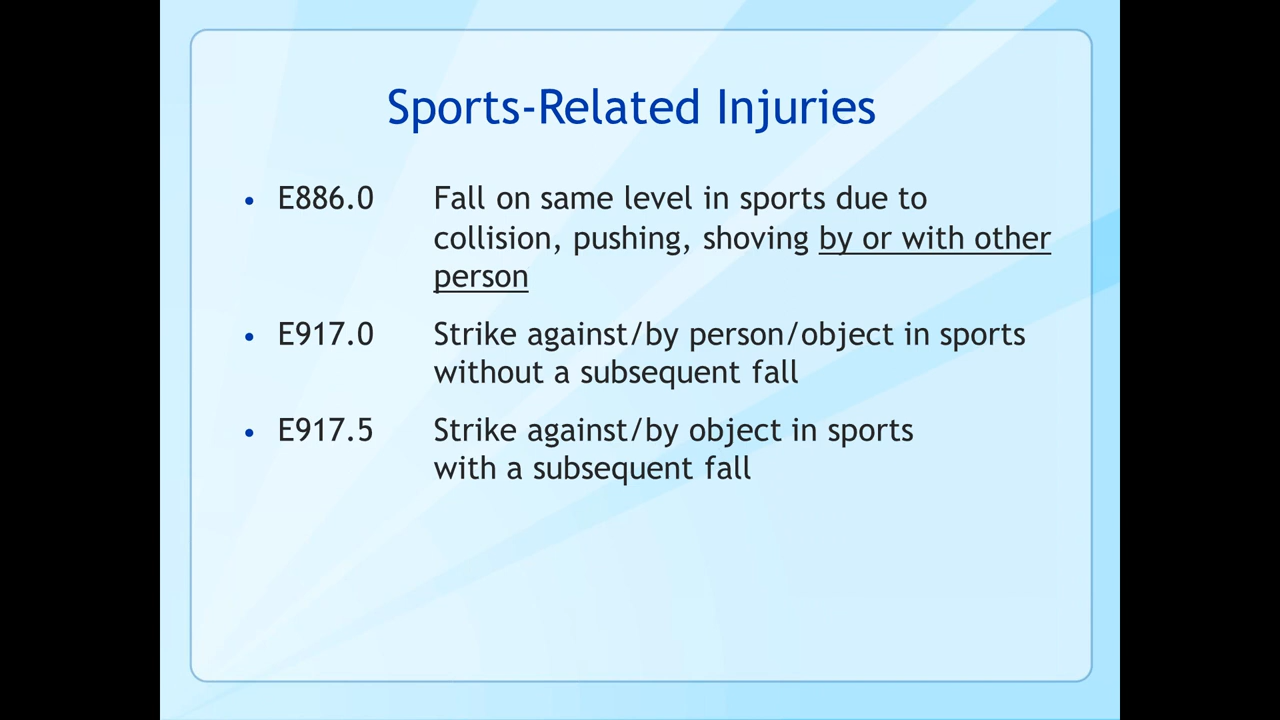 Sports-Related Injuries
• E886.0 Fall on same level in sports due to
collision, pushing, shoving by or with other
person
• E917.0 Strike against/by person/object in sports
without a subsequent fall
• E917.5 Strike against/by object in sports
with a subsequent fall